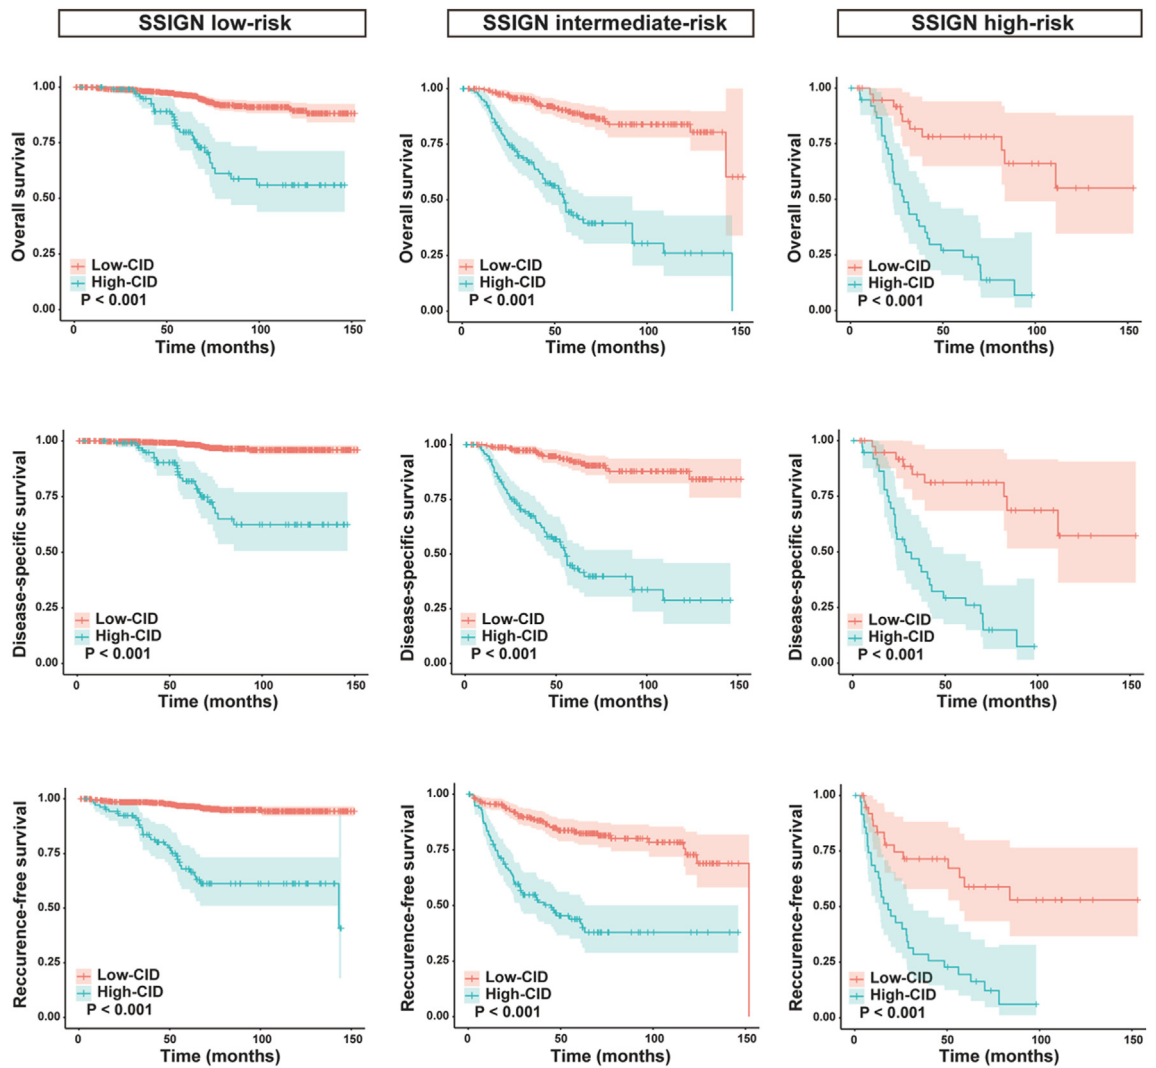 SSIGN low-risk
SSIGN intermediate-risk
SSIGN high-risk
Overall survival
1.00
0.75
0.50
0.25
0.00
Low-CID
High-CID
P < 0.001
0
50
100
150
Time (months)
Overall survival
1.00
0.75
0.50
0.25
0.00
Low-CID
High-CID
P < 0.001
0
50
100
150
Time (months)
Overall survival
1.00
0.75
0.50
0.25
0.00
Low-CID
High-CID
P < 0.001
0
50
100
150
Time (months)
Disease-specific survival
1.00
0.75
0.50
0.25
0.00
Low-CID
High-CID
P < 0.001
0
50
100
150
Time (months)
Disease-specific survival
1.00
0.75
0.50
0.25
0.00
Low-CID
High-CID
P < 0.001
0
50
100
150
Time (months)
Disease-specific survival
1.00
0.75
0.50
0.25
0.00
Low-CID
High-CID
P < 0.001
0
50
100
150
Time (months)
Reccurence-free survival
1.00
0.75
0.50
0.25
0.00
Low-CID
High-CID
P < 0.001
0
50
100
150
Time (months)
Reccurence-free survival
1.00
0.75
0.50
0.25
0.00
Low-CID
High-CID
P < 0.001
0
50
100
150
Time (months)
Reccurence-free survival
1.00
0.75
0.50
0.25
0.00
Low-CID
High-CID
P < 0.001
0
50
100
150
Time (months)